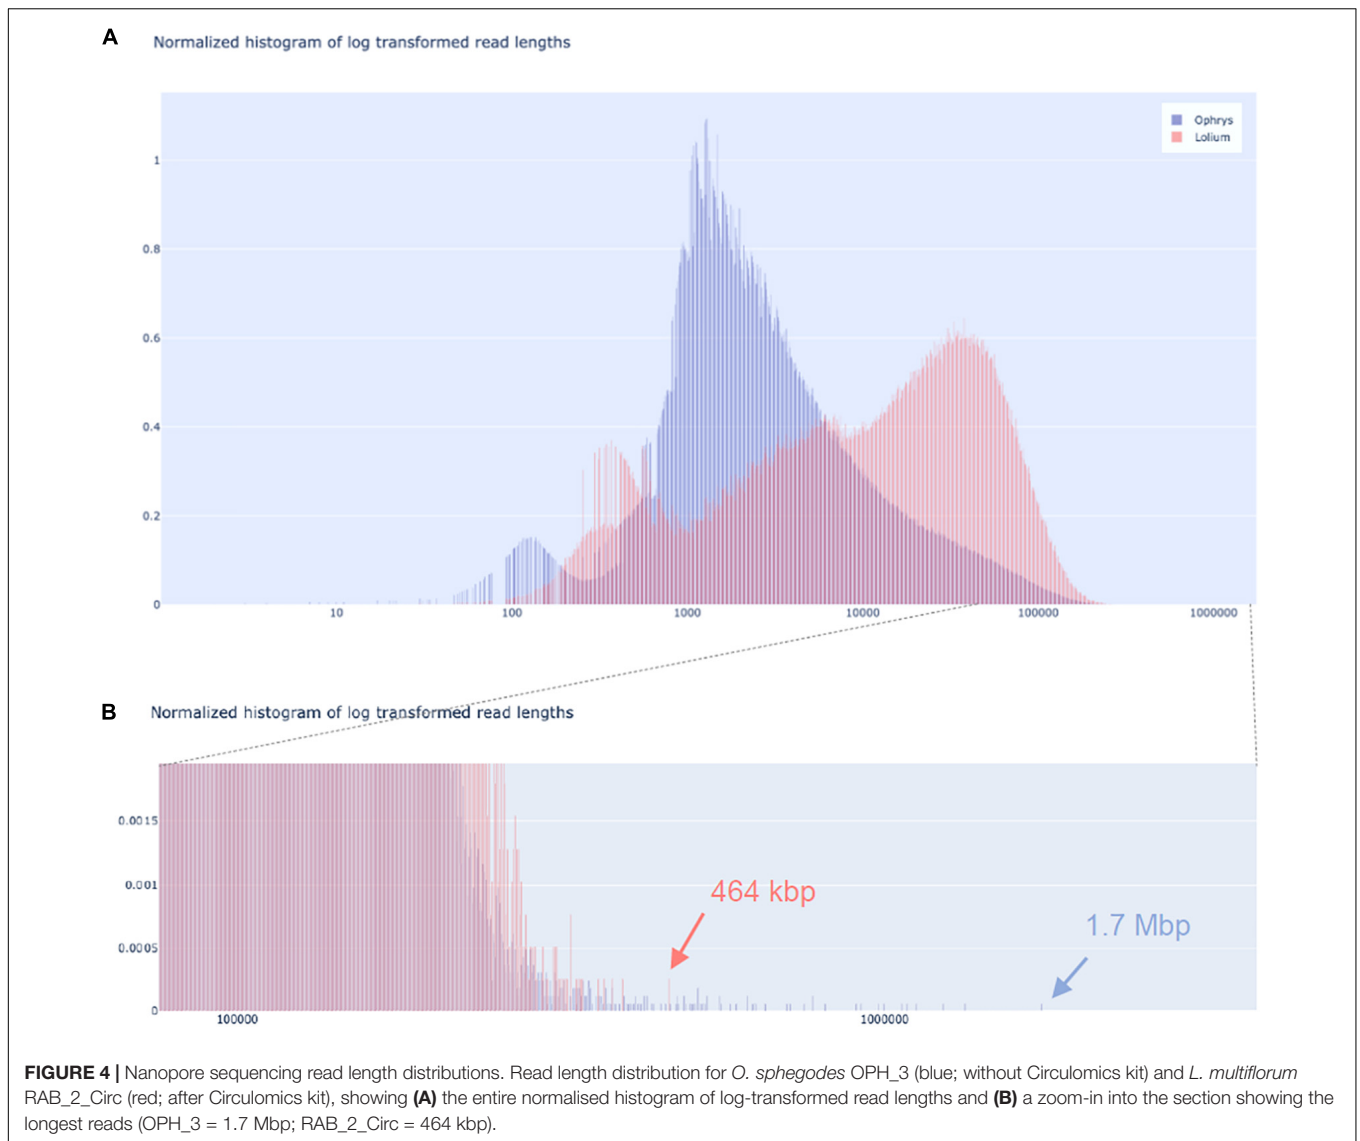 A
Normalized histogram of log transformed read lengths
Ophrys
Lolium
1
0.8
0.6
0.4
0.2
0
10
100
1000
10000
100000
1000000
B
Normalized histogram of log transformed read lengths
0.0015
0.001
0.0005
0
464 kbp
1.7 Mbp
100000
1000000
FIGURE 4 | Nanopore sequencing read length distributions. Read length distribution for O. sphegodes OPH_3 (blue; without Circulomics kit) and L. multiflorum
RAB_2_Circ (red; after Circulomics kit), showing (A) the entire normalised histogram of log-transformed read lengths and (B) a zoom-in into the section showing the
longest reads (OPH_3 = 1.7 Mbp; RAB_2_Circ = 464 kbp).